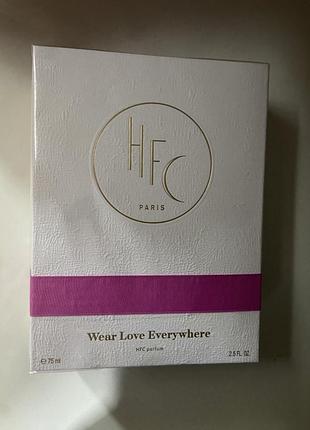 HFC
PARIS
Wear Love Everywhere
HFC parfum
℮ 75 ml
2.5 FL. OZ.